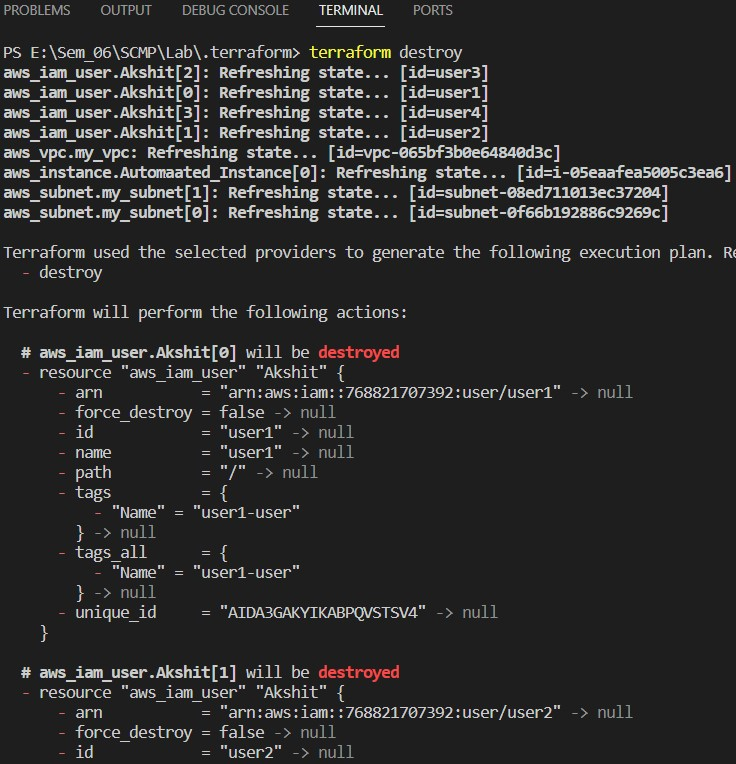 PROBLEMS OUTPUT DEBUG CONSOLE TERMINAL PORTS
PS E:\Sem_06\SCMP\Lab\.terraform> terraform destroy
aws_iam_user.Akshit[2]: Refreshing state... [id=user3]
aws_iam_user.Akshit[0]: Refreshing state... [id=user1]
aws_iam_user.Akshit[3]: Refreshing state... [id=user4]
aws_iam_user.Akshit[1]: Refreshing state... [id=user2]
aws_vpc.my_vpc: Refreshing state... [id=vpc-065bf3b0e64840d3c]
aws_instance.Automaated_Instance[0]: Refreshing state... [id=i-05eaafea5005c3ea6]
aws_subnet.my_subnet[1]: Refreshing state... [id=subnet-08ed711013ec37204]
aws_subnet.my_subnet[0]: Refreshing state... [id=subnet-0f66b192886c9269c]
Terraform used the selected providers to generate the following execution plan. Re
- destroy
Terraform will perform the following actions:
# aws_iam_user.Akshit[0] will be destroyed
- resource "aws_iam_user" "Akshit" {
- arn = "arn:aws:iam::768821707392:user/user1" -> null
- force_destroy = false -> null
- id = "user1" -> null
- name = "user1" -> null
- path = "/" -> null
- tags = {
- "Name" = "user1-user"
} -> null
- tags_all = {
- "Name" = "user1-user"
} -> null
- unique_id = "AIDA3GAKYIKABPQVSTSV4" -> null
}
# aws_iam_user.Akshit[1] will be destroyed
- resource "aws_iam_user" "Akshit" {
- arn = "arn:aws:iam::768821707392:user/user2" -> null
- force_destroy = false -> null
- id = "user2" -> null